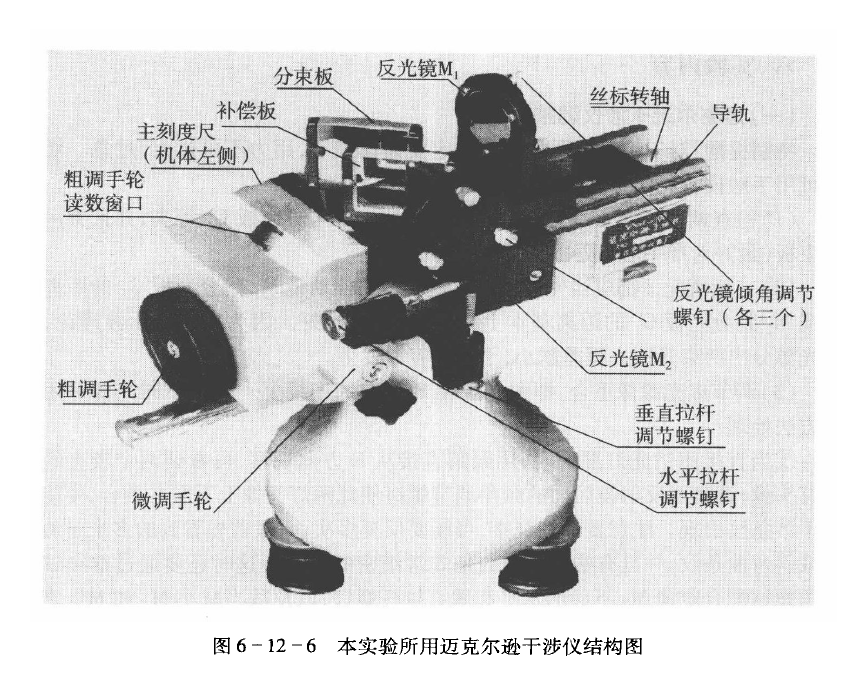 分束板
反光镜M₁
补偿板
丝标转轴
主刻度尺
(机体左侧)
导轨
粗调手轮
读数窗口
反光镜倾角调节
螺钉(各三个)
反光镜M₂
粗调手轮
垂直拉杆
调节螺钉
水平拉杆
调节螺钉
微调手轮
图6-12-6 本实验所用迈克尔逊干涉仪结构图